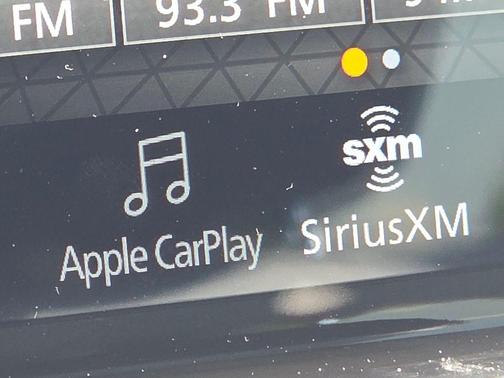 FM
93.3 FM
sxm
Apple CarPlay
SiriusXM